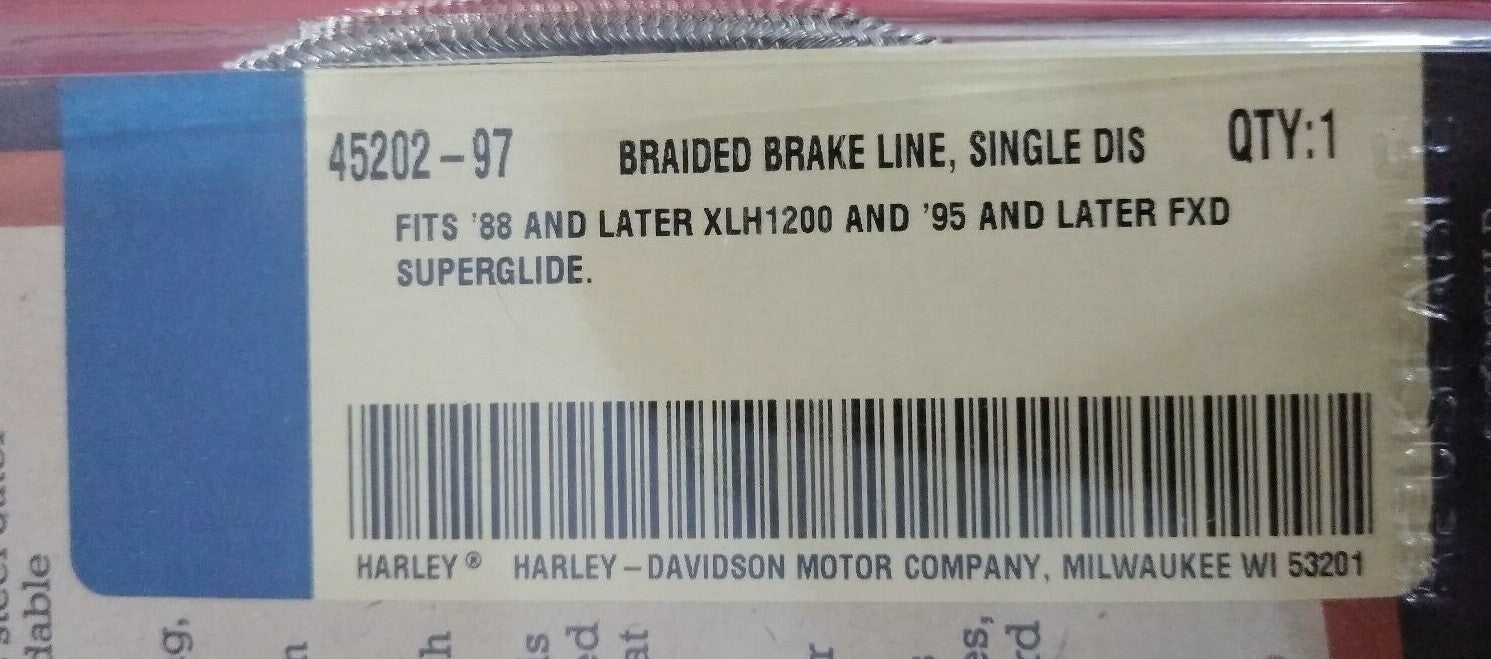 45202-97 BRAIDED BRAKE LINE, SINGLE DIS QTY:1
FITS '88 AND LATER XLH1200 AND '95 AND LATER FXD
SUPERGLIDE.
HARLEY® HARLEY-DAVIDSON MOTOR COMPANY, MILWAUKEE WI 53201